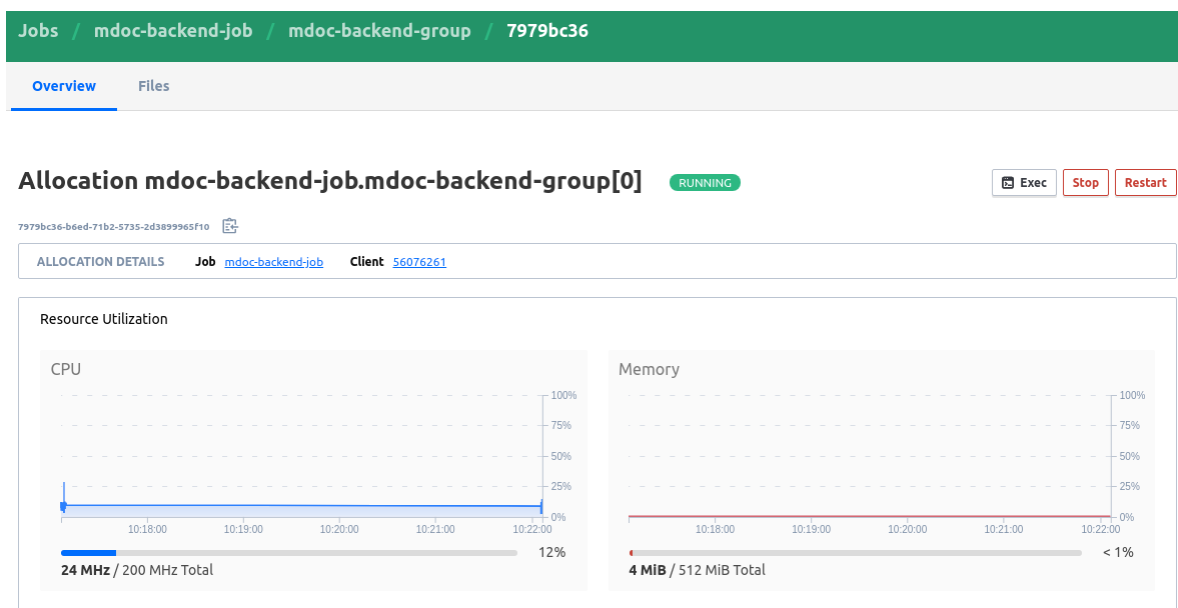 Jobs / mdoc-backend-job / mdoc-backend-group / 7979bc36
Overview Files
Allocation mdoc-backend-job.mdoc-backend-group[0] RUNNING Exec Stop Restart
7979bc36-b6ed-71b2-5735-2d3899965f10
ALLOCATION DETAILS Job mdoc-backend-job Client 56076261
Resource Utilization
CPU
100%
75%
50%
25%
0%
10:18:00 10:19:00 10:20:00 10:21:00 10:22:00
12%
24 MHz / 200 MHz Total
Memory
100%
75%
50%
25%
0%
10:18:00 10:19:00 10:20:00 10:21:00 10:22:00
< 1%
4 MiB / 512 MiB Total